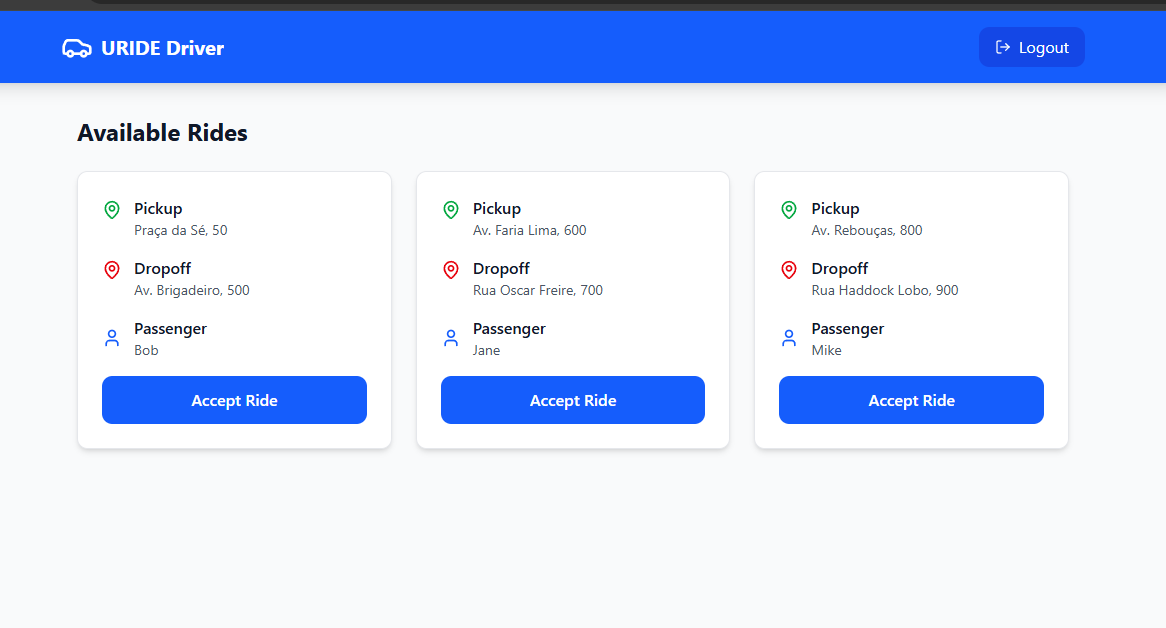 URIDE Driver
Logout
Available Rides
Pickup
Praça da Sé, 50
Dropoff
Av. Brigadeiro, 500
Passenger
Bob
Accept Ride
Pickup
Av. Faria Lima, 600
Dropoff
Rua Oscar Freire, 700
Passenger
Jane
Accept Ride
Pickup
Av. Rebouças, 800
Dropoff
Rua Haddock Lobo, 900
Passenger
Mike
Accept Ride